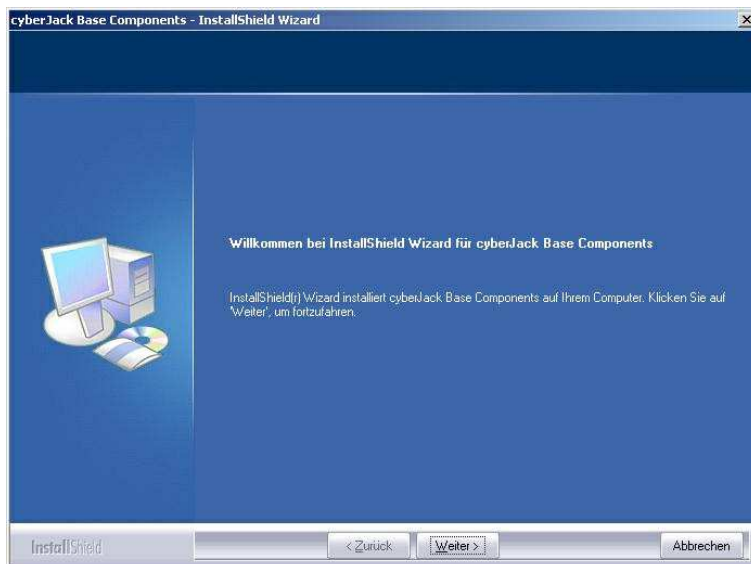 cyberJack Base Components - InstallShield Wizard
Willkommen bei InstallShield Wizard für cyberJack Base Components
InstallShield(r) Wizard installiert cyberJack Base Components auf Ihrem Computer. Klicken Sie auf
'Weiter', um fortzufahren.
InstallShield
< Zurück
Weiter >
Abbrechen